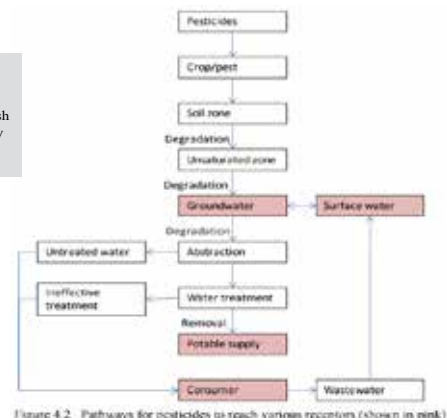 Pesticides
Crop/pest
Soil zone
Degradation
Unsaturated zone
Degradation
Groundwater
Surface water
Degradation
Untreated water
Abstraction
Ineffective
treatment
Water treatment
Removal
Potable supply
Consumer
Wastewater
Figure 4.2 Pathways for pesticides to reach various receptors (shown in pink)